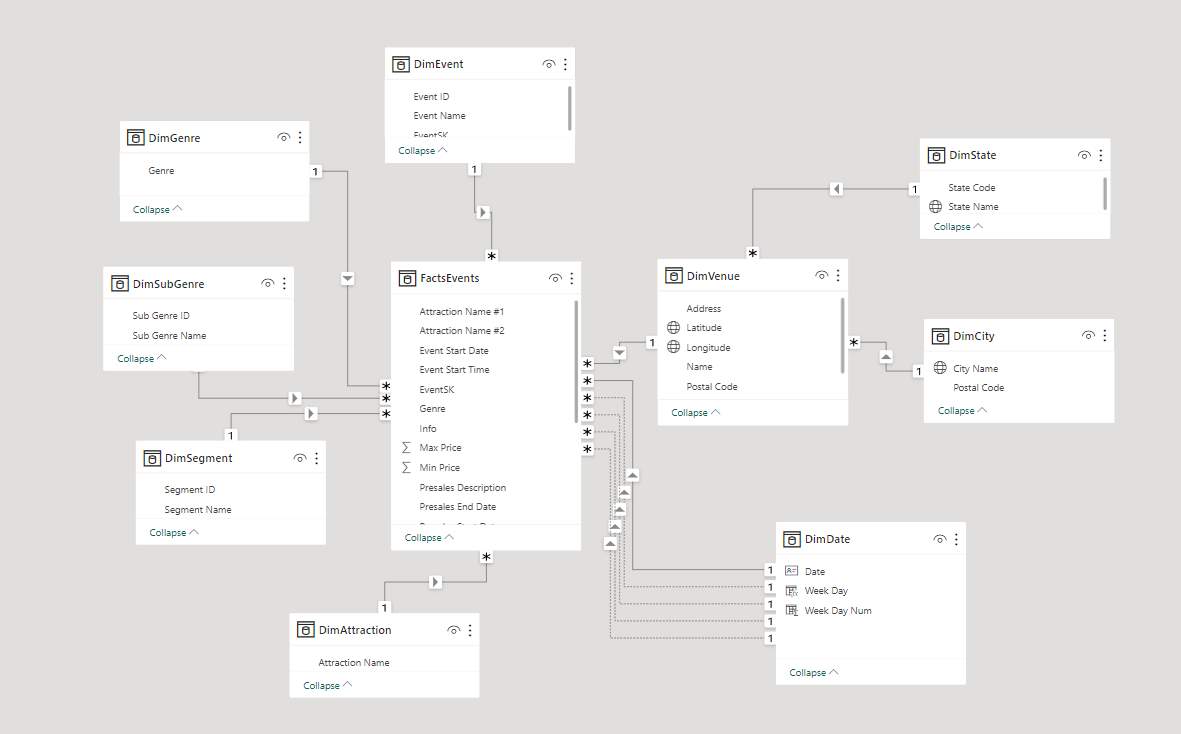 DimEvent
Event ID
Event Name
EventSK
Collapse
DimGenre
Genre
Collapse
DimState
State Code
State Name
Collapse
DimSubGenre
Sub Genre ID
Sub Genre Name
Collapse
FactsEvents
Attraction Name #1
Attraction Name #2
Event Start Date
Event Start Time
EventSK
Genre
Info
Max Price
Min Price
Presales Description
Presales End Date
Presales Start Date
Collapse
DimVenue
Address
Latitude
Longitude
Name
Postal Code
Collapse
DimCity
City Name
Postal Code
Collapse
DimSegment
Segment ID
Segment Name
Collapse
DimDate
Date
Week Day
Week Day Num
Collapse
DimAttraction
Attraction Name
Collapse
1
1
1
*
*
1
1
*
*
*
*
1
*
*
*
*
*
*
*
1
1
1
1
1
1
*
1